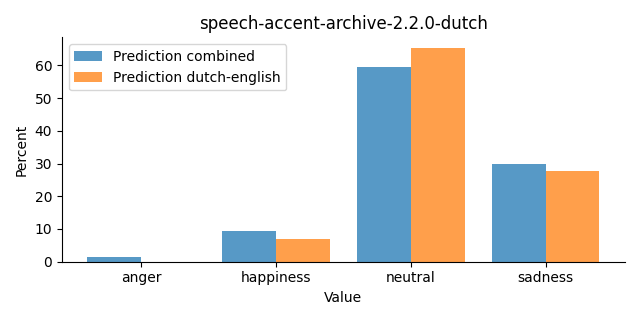 speech-accent-archive-2.2.0-dutch
Prediction combined
Prediction dutch-english
Percent
60
50
40
30
20
10
0
anger
happiness
neutral
sadness
Value